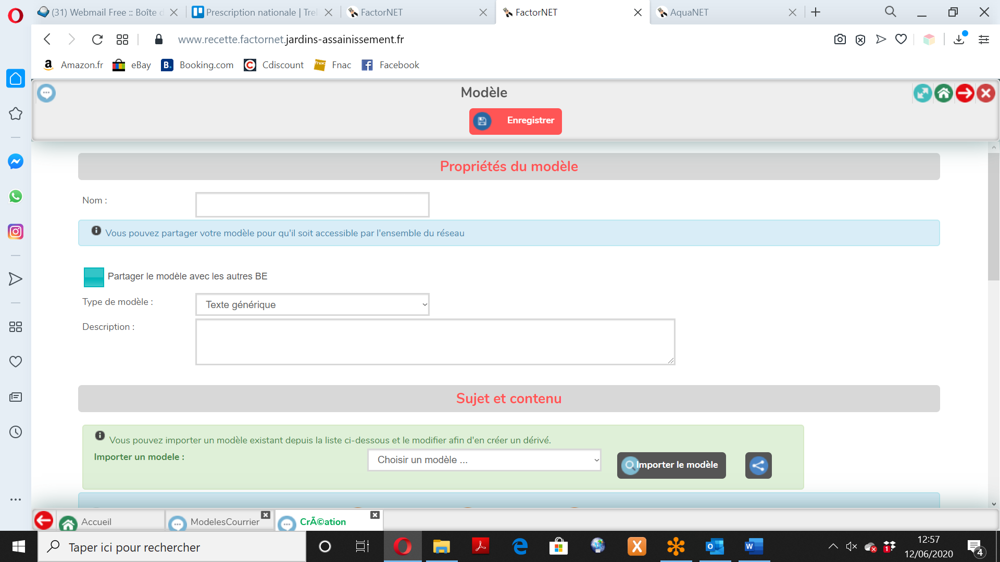 (31) Webmail Free :: Boîte d
Prescription nationale | Trel
FactorNET
FactorNET
AquaNET
www.recette.factornet.jardins-assainissement.fr
Amazon.fr
eBay
Booking.com
Cdiscount
Fnac
Facebook
Modèle
Enregistrer
Propriétés du modèle
Nom :
Vous pouvez partager votre modèle pour qu'il soit accessible par l'ensemble du réseau
Partager le modèle avec les autres BE
Type de modèle :
Texte générique
Description :
Sujet et contenu
Vous pouvez importer un modèle existant depuis la liste ci-dessous et le modifier afin d'en créer un dérivé.
Importer un modele :
Choisir un modèle ...
Importer le modèle
Accueil
ModelesCourrier
CrÃ©ation
Taper ici pour rechercher
12:57
12/06/2020
4